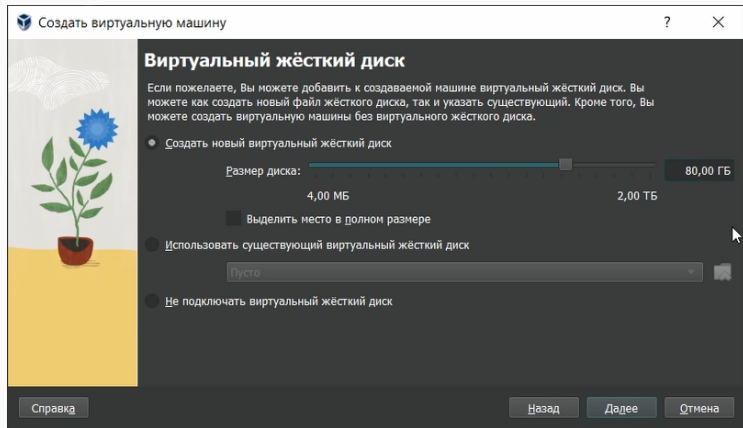 Создать виртуальную машину
?
Виртуальный жёсткий диск
Если пожелаете, Вы можете добавить к создаваемой машине виртуальный жёсткий диск. Вы
можете как создать новый файл жёсткого диска, так и указать существующий. Кроме того, Вы
можете создать виртуальную машины без виртуального жёсткого диска.
Создать новый виртуальный жёсткий диск
Размер диска:
80,00 ГБ
4,00 МБ
2,00 ТБ
Выделить место в полном размере
Использовать существующий виртуальный жёсткий диск
Пусто
Не подключать виртуальный жёсткий диск
Справка
Назад
Далее
Отмена